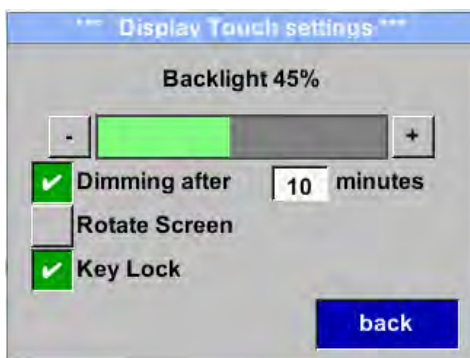 *** Display Touch settings ***
Backlight 45%
- +
Dimming after 10 minutes
Rotate Screen
Key Lock
back